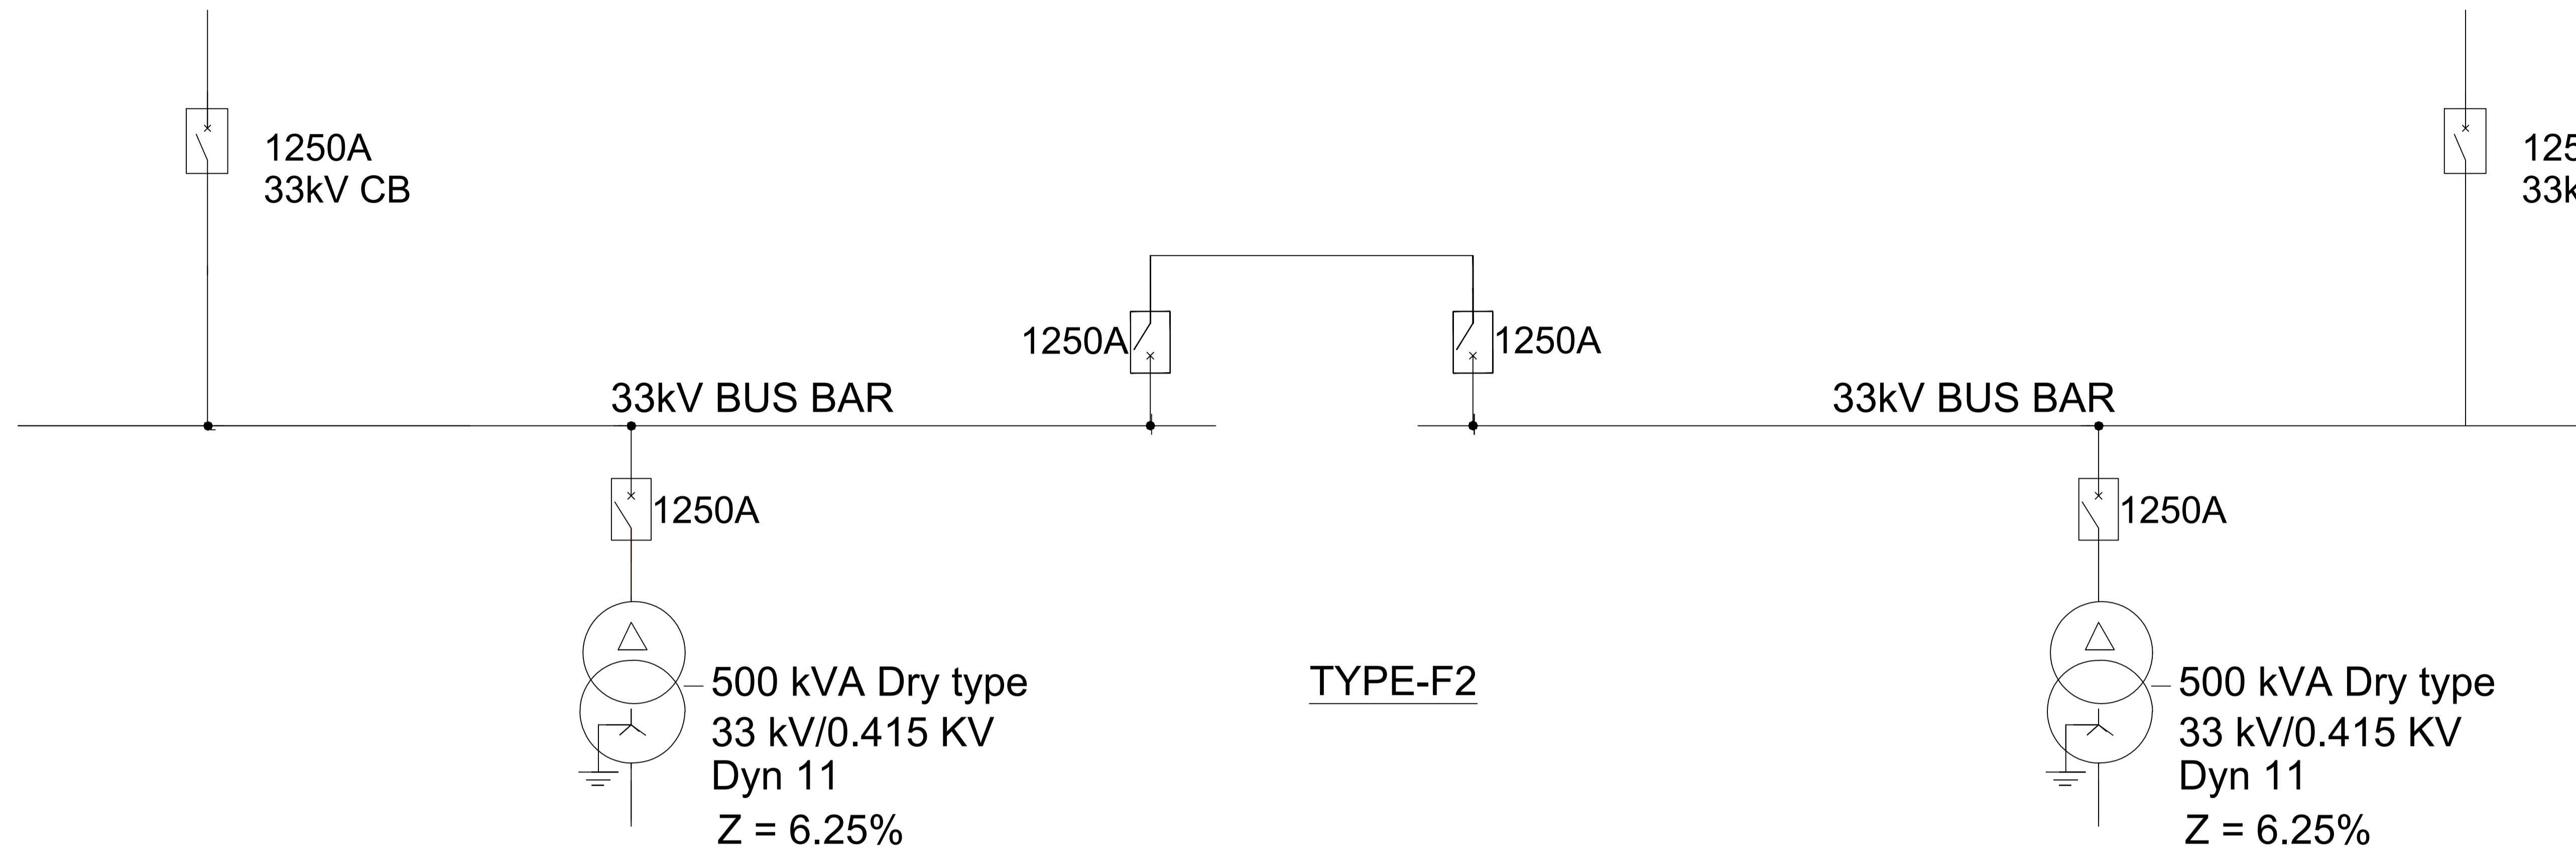 1250A
33kV CB
125
33k
1250A
1250A
33kV BUS BAR
33kV BUS BAR
1250A
1250A
500 kVA Dry type
33 kV/0.415 KV
Dyn 11
Z = 6.25%
TYPE-F2
500 kVA Dry type
33 kV/0.415 KV
Dyn 11
Z = 6.25%